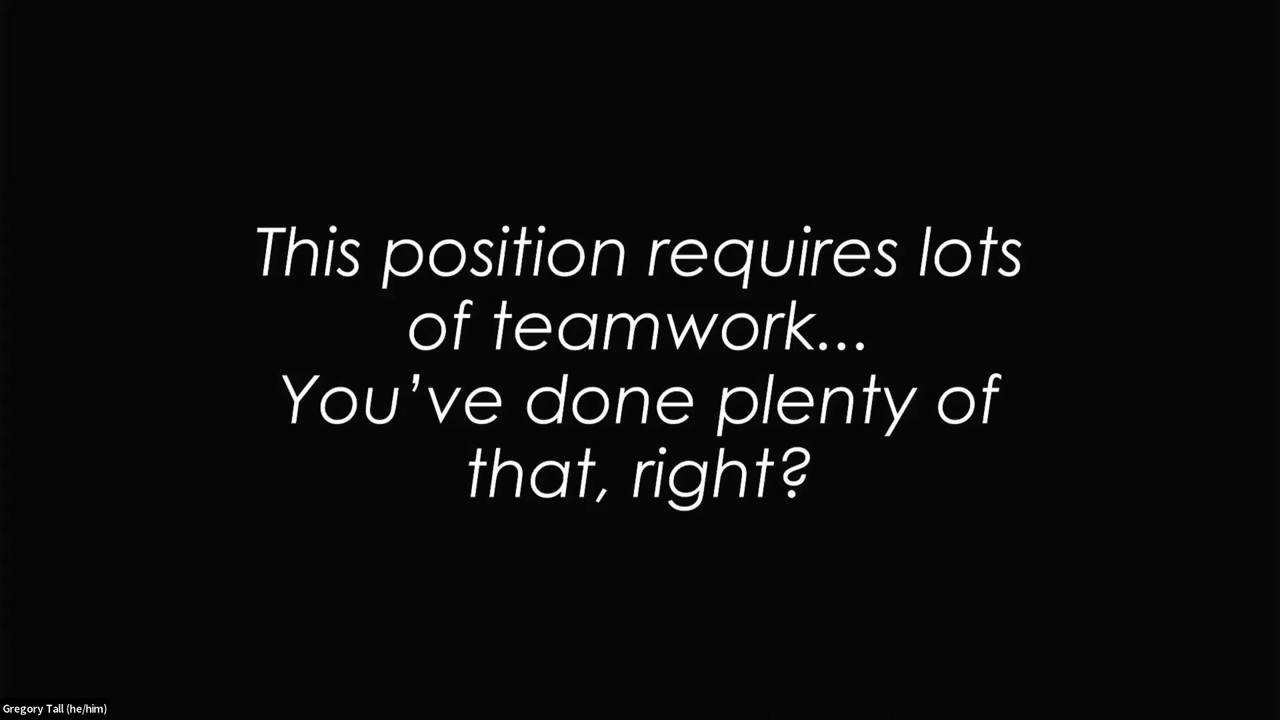 This position requires lots
of teamwork...
You’ve done plenty of
that, right?
Gregory Tall (he/him)